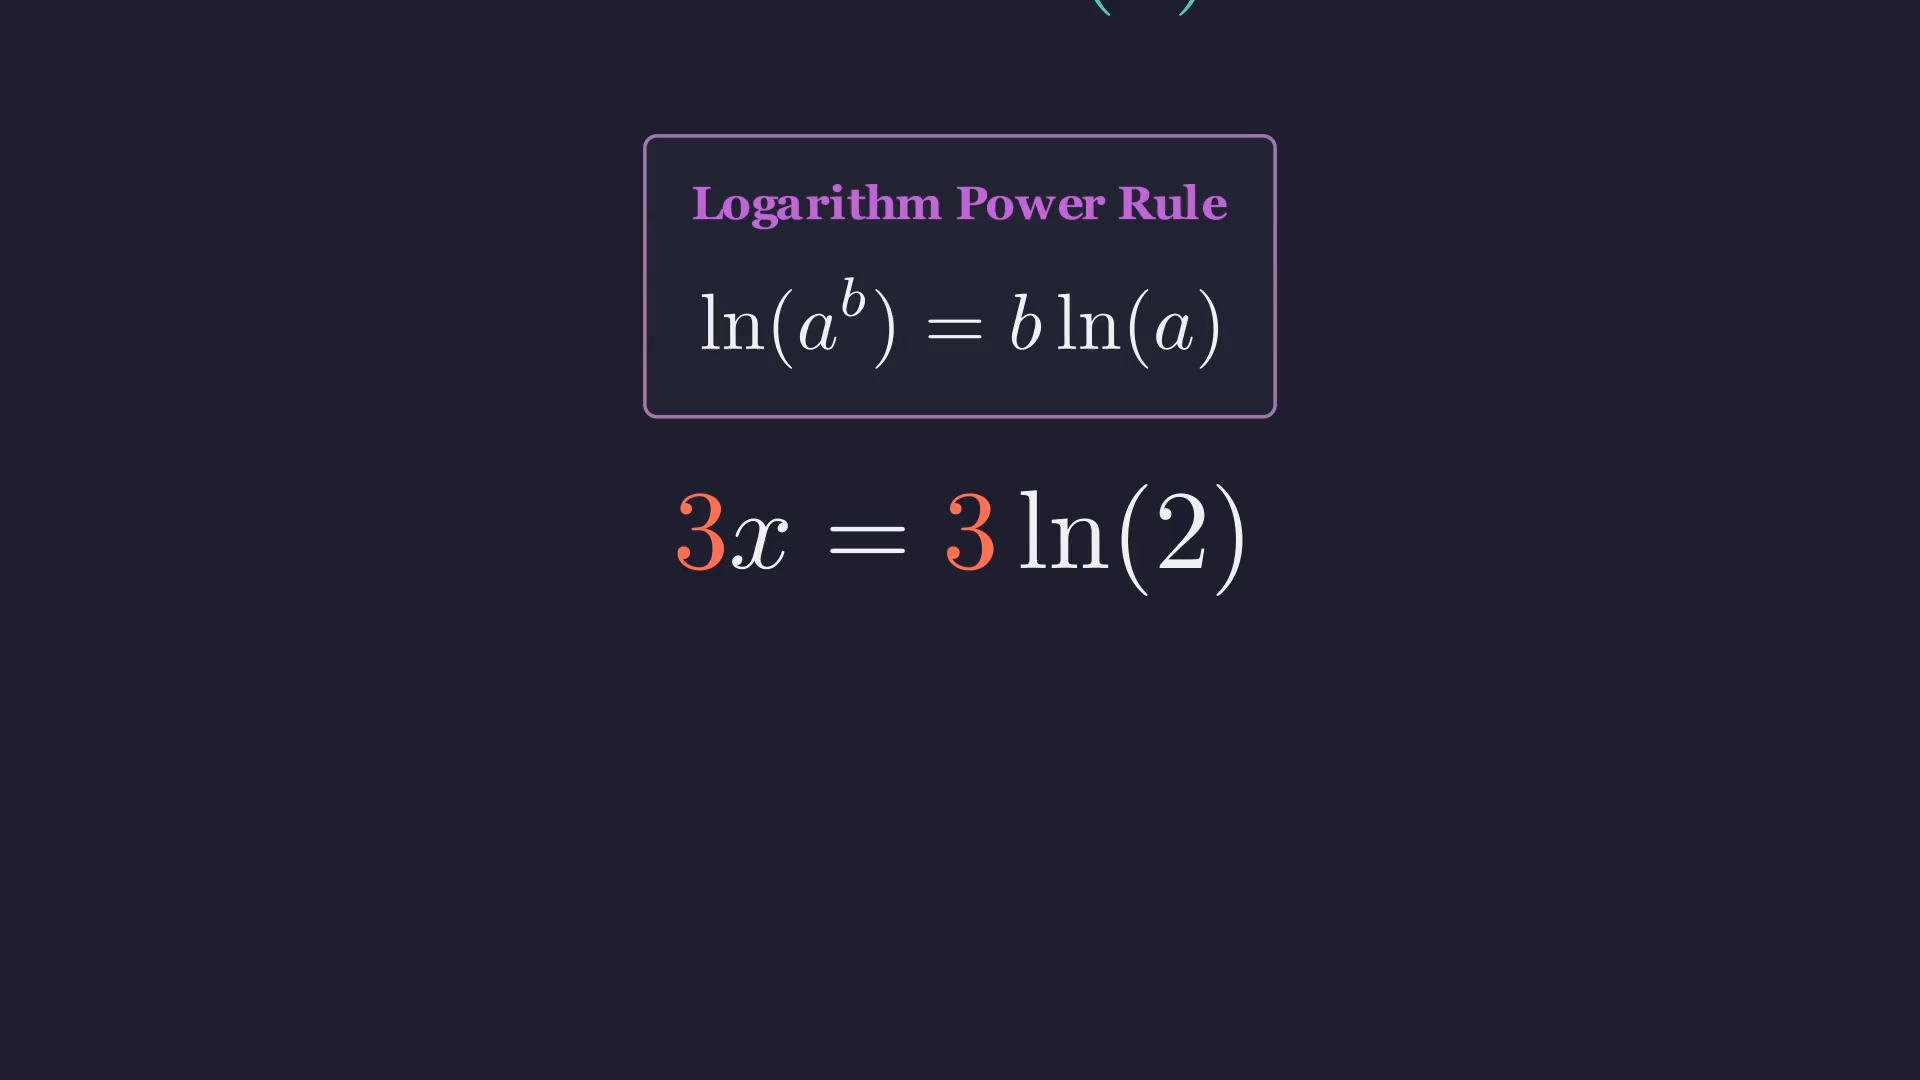 Logarithm Power Rule
ln(a^b) = b ln(a)
3x = 3 ln(2)